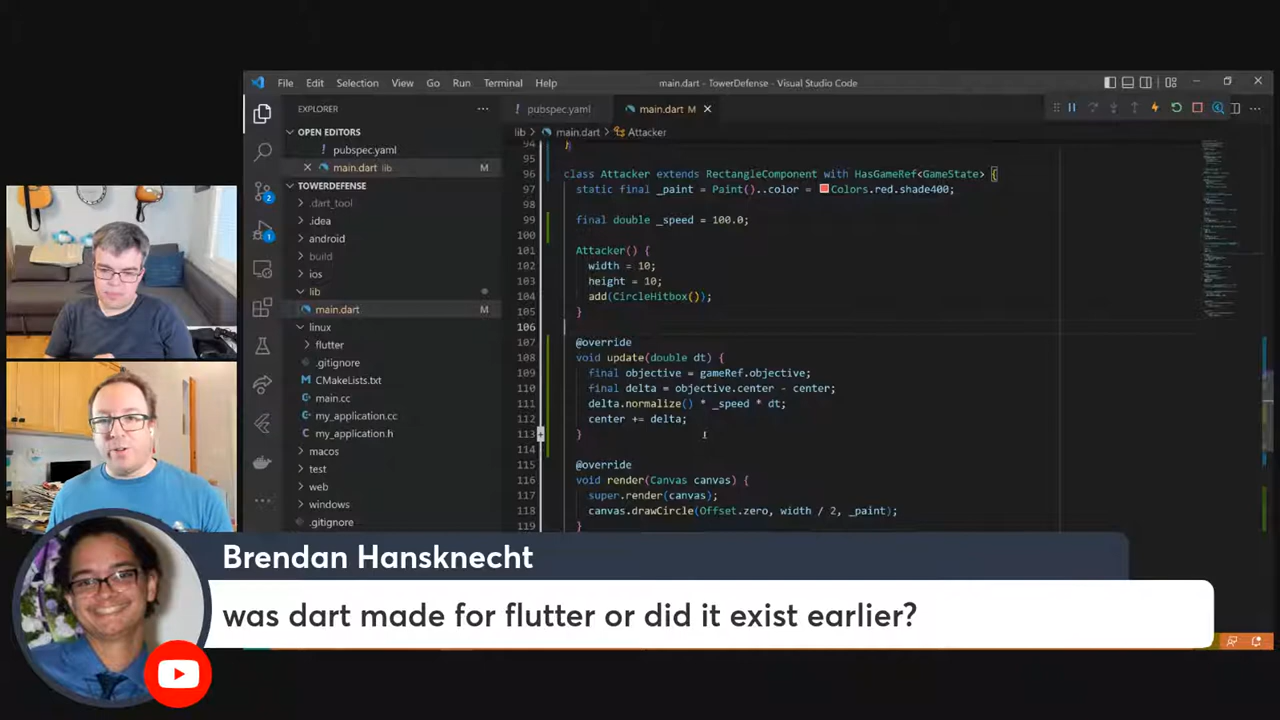 File Edit Selection View Go Run Terminal Help
main.dart - TowerDefense - Visual Studio Code
EXPLORER
OPEN EDITORS
pubspec.yaml
main.dart lib M
TOWERDEFENSE
.dart_tool
.idea
android
build
ios
lib
main.dart M
linux
flutter
.gitignore
CMakeLists.txt
main.cc
my_application.cc
my_application.h
macos
test
web
windows
.gitignore
2
1
pubspec.yaml
main.dart M
lib > main.dart > Attacker
94 }
95
96 class Attacker extends RectangleComponent with HasGameRef<GameState> {
97 static final _paint = Paint()..color = Colors.red.shade400;
98
99 final double _speed = 100.0;
100
101 Attacker() {
102 width = 10;
103 height = 10;
104 add(CircleHitbox());
105 }
106
107 @override
108 void update(double dt) {
109 final objective = gameRef.objective;
110 final delta = objective.center - center;
111 delta.normalize() * _speed * dt;
112 center += delta;
113 }
114
115 @override
116 void render(Canvas canvas) {
117 super.render(canvas);
118 canvas.drawCircle(Offset.zero, width / 2, _paint);
119 }
Brendan Hansknecht
was dart made for flutter or did it exist earlier?